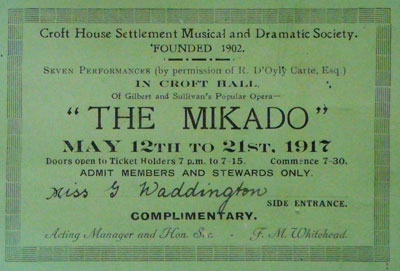 Croft House Settlement Musical and Dramatic Society.
FOUNDED 1902.
Seven Performances (by permission of R. D'Oyly Carte, Esq.)
IN CROFT HALL,
Of Gilbert and Sullivan's Popular Opera—
"THE MIKADO"
MAY 12TH TO 21ST, 1917
Doors open to Ticket Holders 7 p.m. to 7-15. Commence 7-30.
ADMIT MEMBERS AND STEWARDS ONLY.
Miss G Waddington
SIDE ENTRANCE.
COMPLIMENTARY.
Acting Manager and Hon. Sec. - F. M. Whitehead.